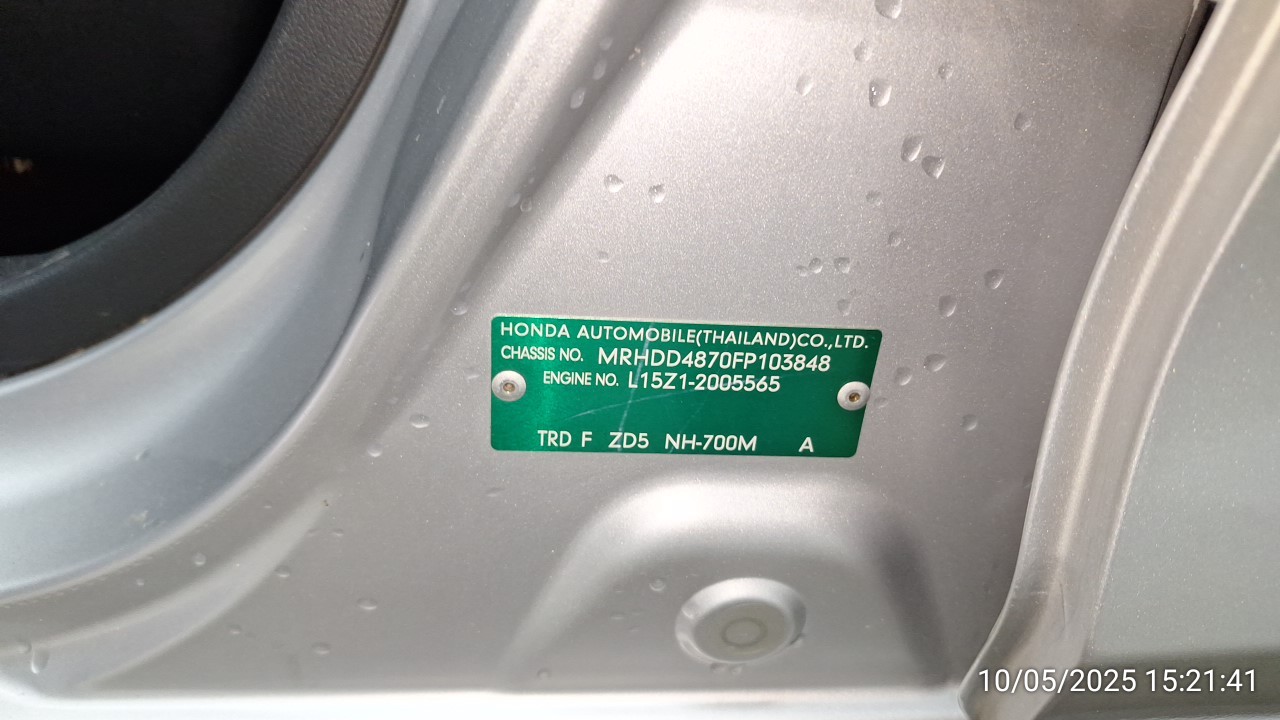 HONDA AUTOMOBILE(THAILAND)CO.,LTD.
CHASSIS NO. MRHDD4870FP103848
ENGINE NO. L15Z1-2005565
TRD F ZD5 NH-700M A
10/05/2025 15:21:41